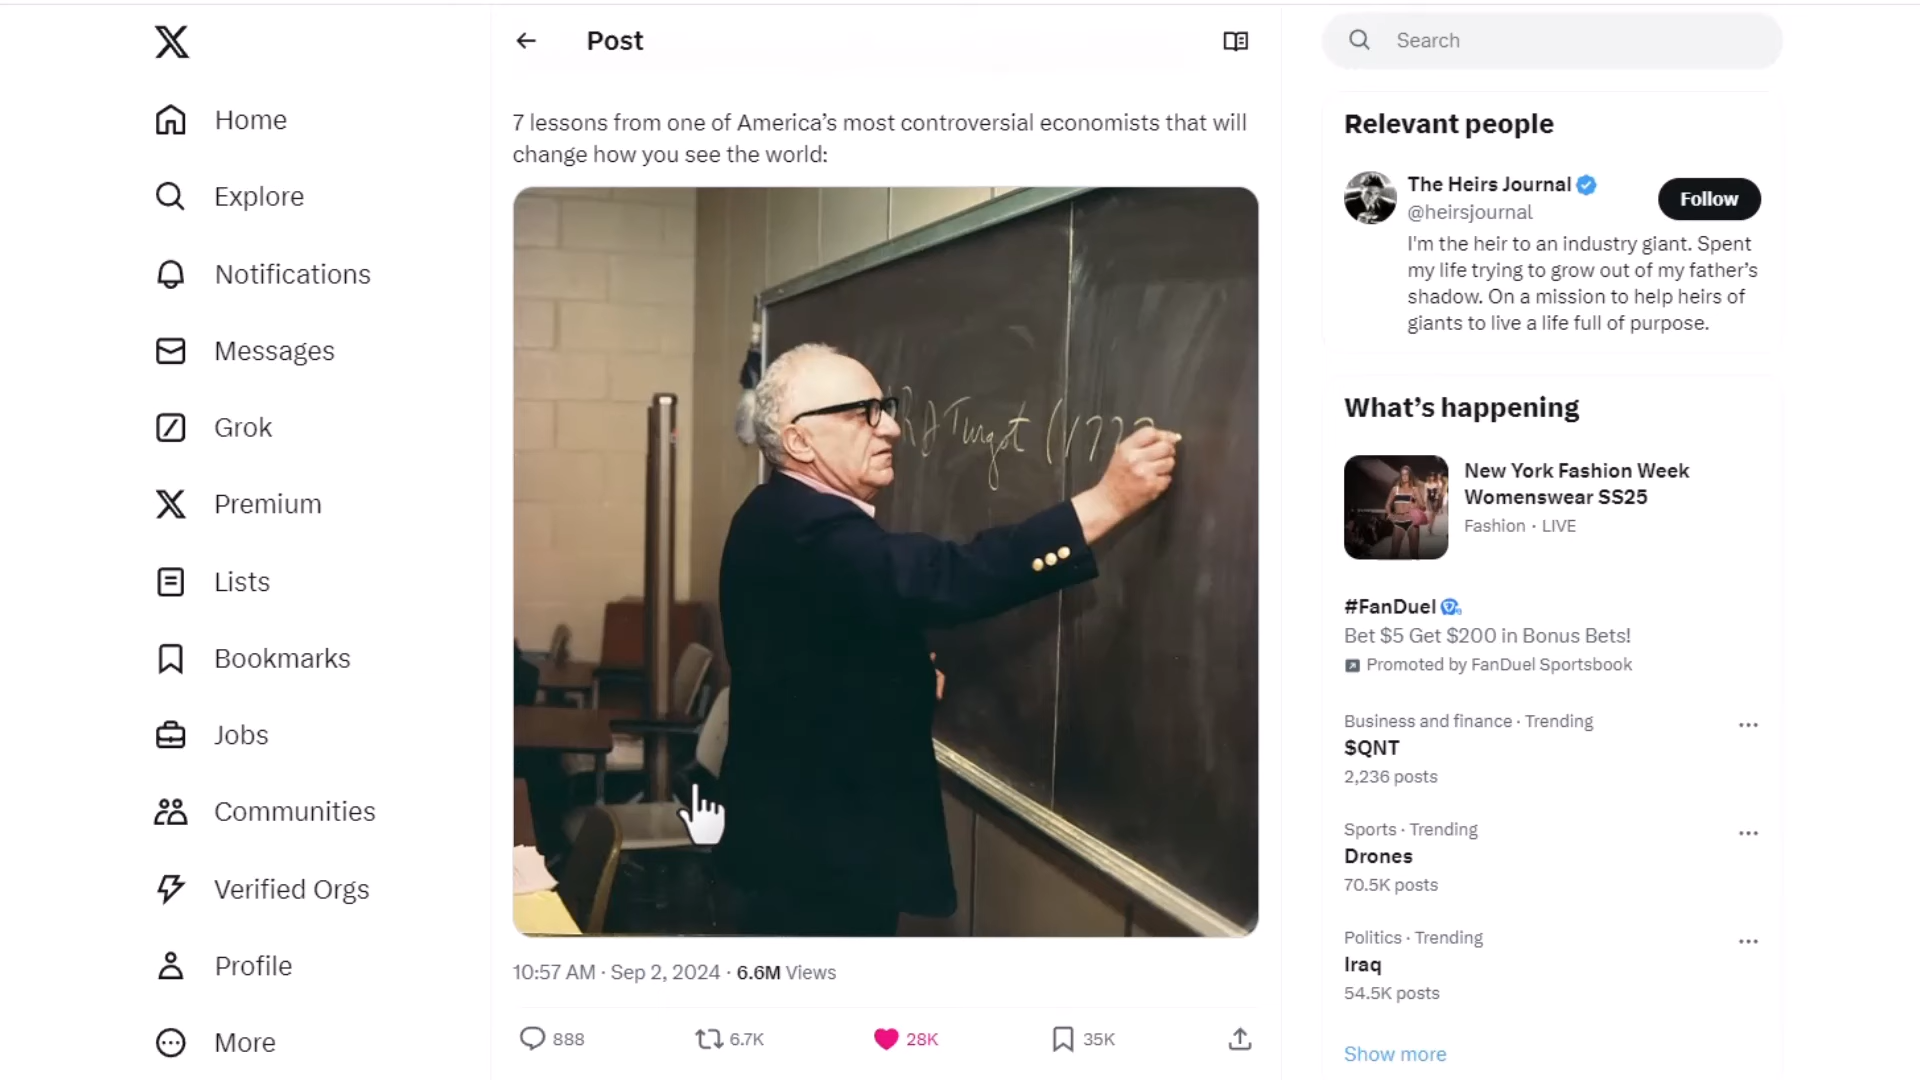 Post
Search
Home
Explore
Notifications
Messages
Grok
Premium
Lists
Bookmarks
Jobs
Communities
Verified Orgs
Profile
More
7 lessons from one of America’s most controversial economists that will
change how you see the world:
Turgot (177
10:57 AM · Sep 2, 2024 · 6.6M Views
888
6.7K
28K
35K
Relevant people
The Heirs Journal
@heirsjournal
Follow
I'm the heir to an industry giant. Spent
my life trying to grow out of my father’s
shadow. On a mission to help heirs of
giants to live a life full of purpose.
What’s happening
New York Fashion Week
Womenswear SS25
Fashion · LIVE
#FanDuel
Bet $5 Get $200 in Bonus Bets!
Promoted by FanDuel Sportsbook
Business and finance · Trending
$QNT
2,236 posts
Sports · Trending
Drones
70.5K posts
Politics · Trending
Iraq
54.5K posts
Show more